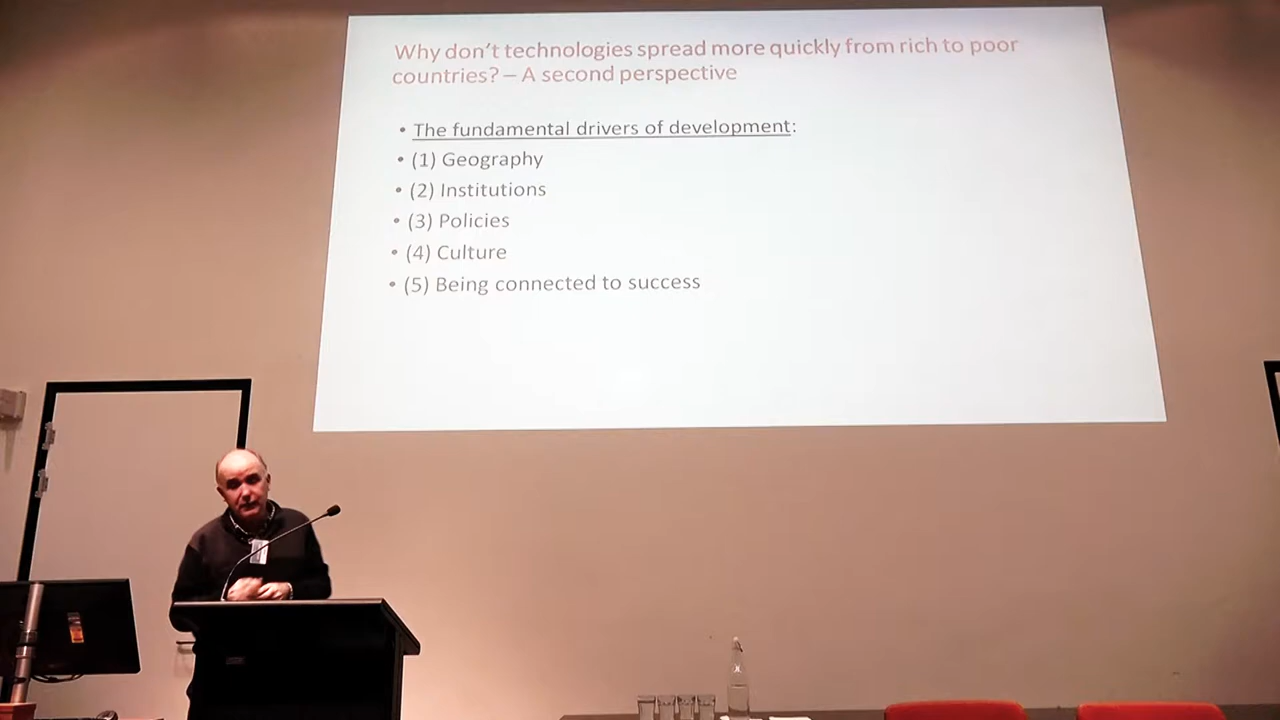 Why don't technologies spread more quickly from rich to poor
countries? – A second perspective
• The fundamental drivers of development:
• (1) Geography
• (2) Institutions
• (3) Policies
• (4) Culture
• (5) Being connected to success